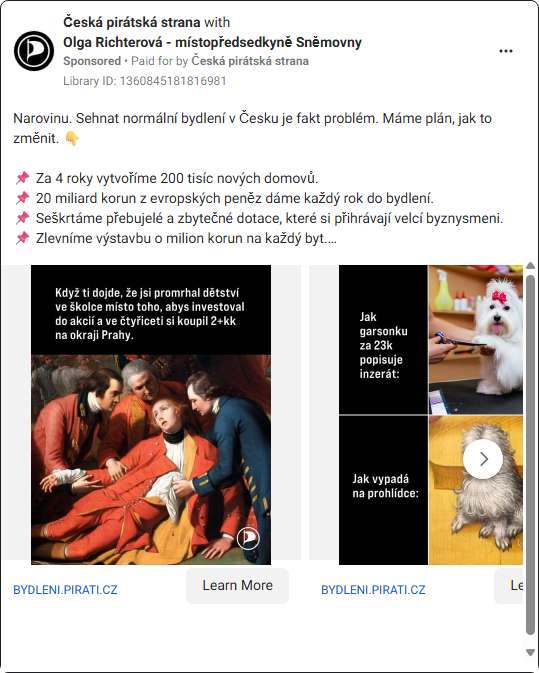 Česká pirátská strana with
Olga Richterová - místopředsedkyně Sněmovny
Sponsored • Paid for by Česká pirátská strana
Library ID: 1360845181816981
Narovinu. Sehnat normální bydlení v Česku je fakt problém. Máme plán, jak to
změnit. 👇
📌 Za 4 roky vytvoříme 200 tisíc nových domovů.
📌 20 miliard korun z evropských peněz dáme každý rok do bydlení.
📌 Seškrtáme přebujelé a zbytečné dotace, které si přihrávají velcí byznysmeni.
📌 Zlevníme výstavbu o milion korun na každý byt....
Když ti dojde, že jsi promrhal dětství
ve školce místo toho, abys investoval
do akcií a ve čtyřiceti si koupil 2+kk
na okraji Prahy.
BYDLENI.PIRATI.CZ
Learn More
Jak
garsonku
za 23k
popisuje
inzerát:
Jak vypadá
na prohlídce:
BYDLENI.PIRATI.CZ
Le